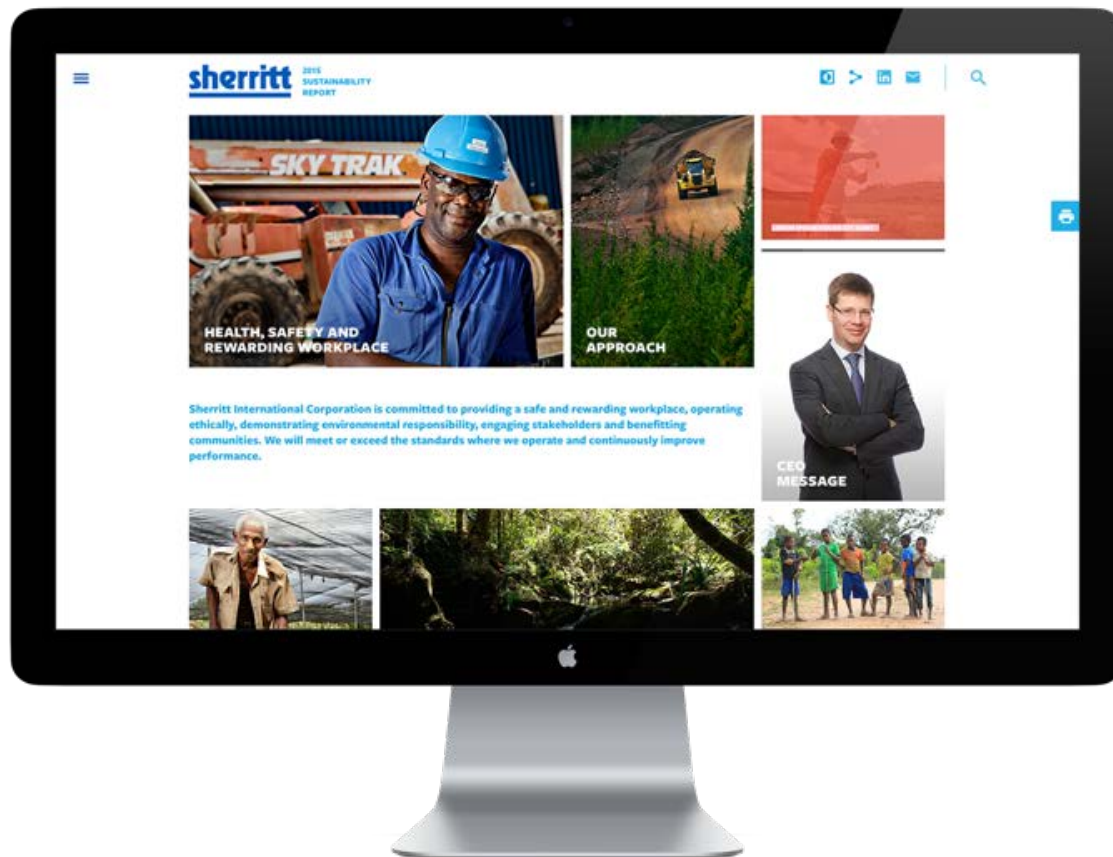 sherritt
2015
SUSTAINABILITY
REPORT
SKY TRAK
HEALTH, SAFETY AND
REWARDING WORKPLACE
OUR
APPROACH
Sherritt International Corporation is committed to providing a safe and rewarding workplace, operating
ethically, demonstrating environmental responsibility, engaging stakeholders and benefitting
communities. We will meet or exceed the standards where we operate and continuously improve
performance.
CEO
MESSAGE